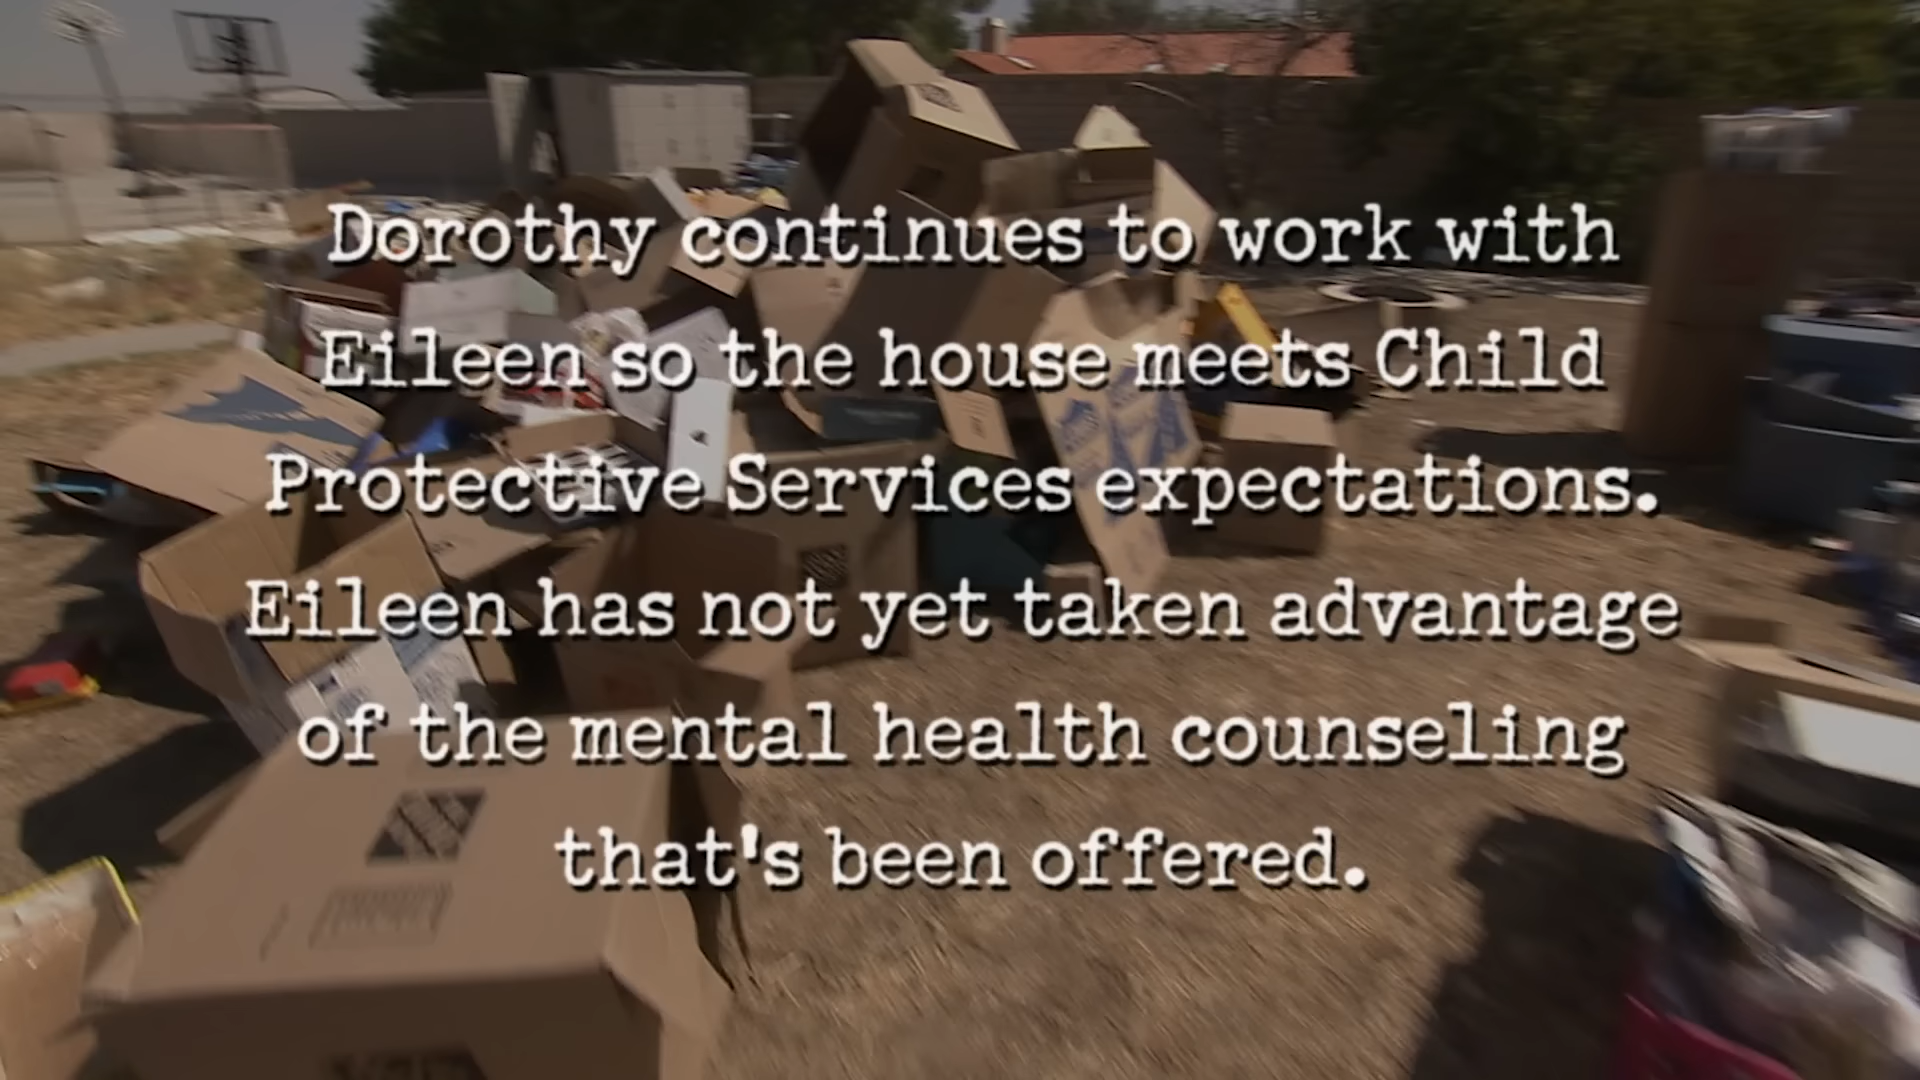 Dorothy continues to work with
Eileen so the house meets Child
Protective Services expectations.
Eileen has not yet taken advantage
of the mental health counseling
that's been offered.